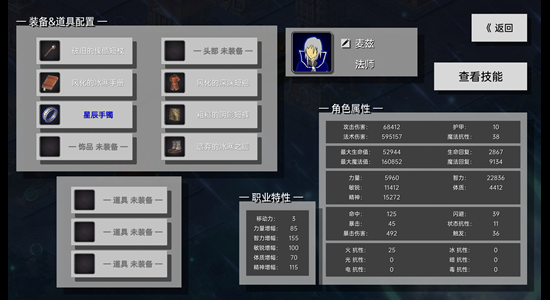 装备&道具配置
《 返回
麦兹
法师
查看技能
头部 未装备
星辰手镯
饰品 未装备
道具 未装备
道具 未装备
道具 未装备
职业特性
移动力： 3
力量增幅： 85
智力增幅： 155
敏锐增幅： 100
体质增幅： 70
精神增幅： 115
角色属性
攻击伤害： 68412 护甲： 10
法术伤害： 595157 魔法抗性： 38
最大生命值： 52944 生命回复： 2867
最大魔法值： 160852 魔法回复： 9134
力量： 5960 智力： 22836
敏锐： 11412 体质： 4412
精神： 15272
命中： 125 闪避： 39
暴击： 45 状态抗性： 11
暴击伤害： 492 触发： 36
火 抗性： 25 冰 抗性： 0
光 抗性： 0 暗 抗性： 0
电 抗性： 0 毒 抗性： 0